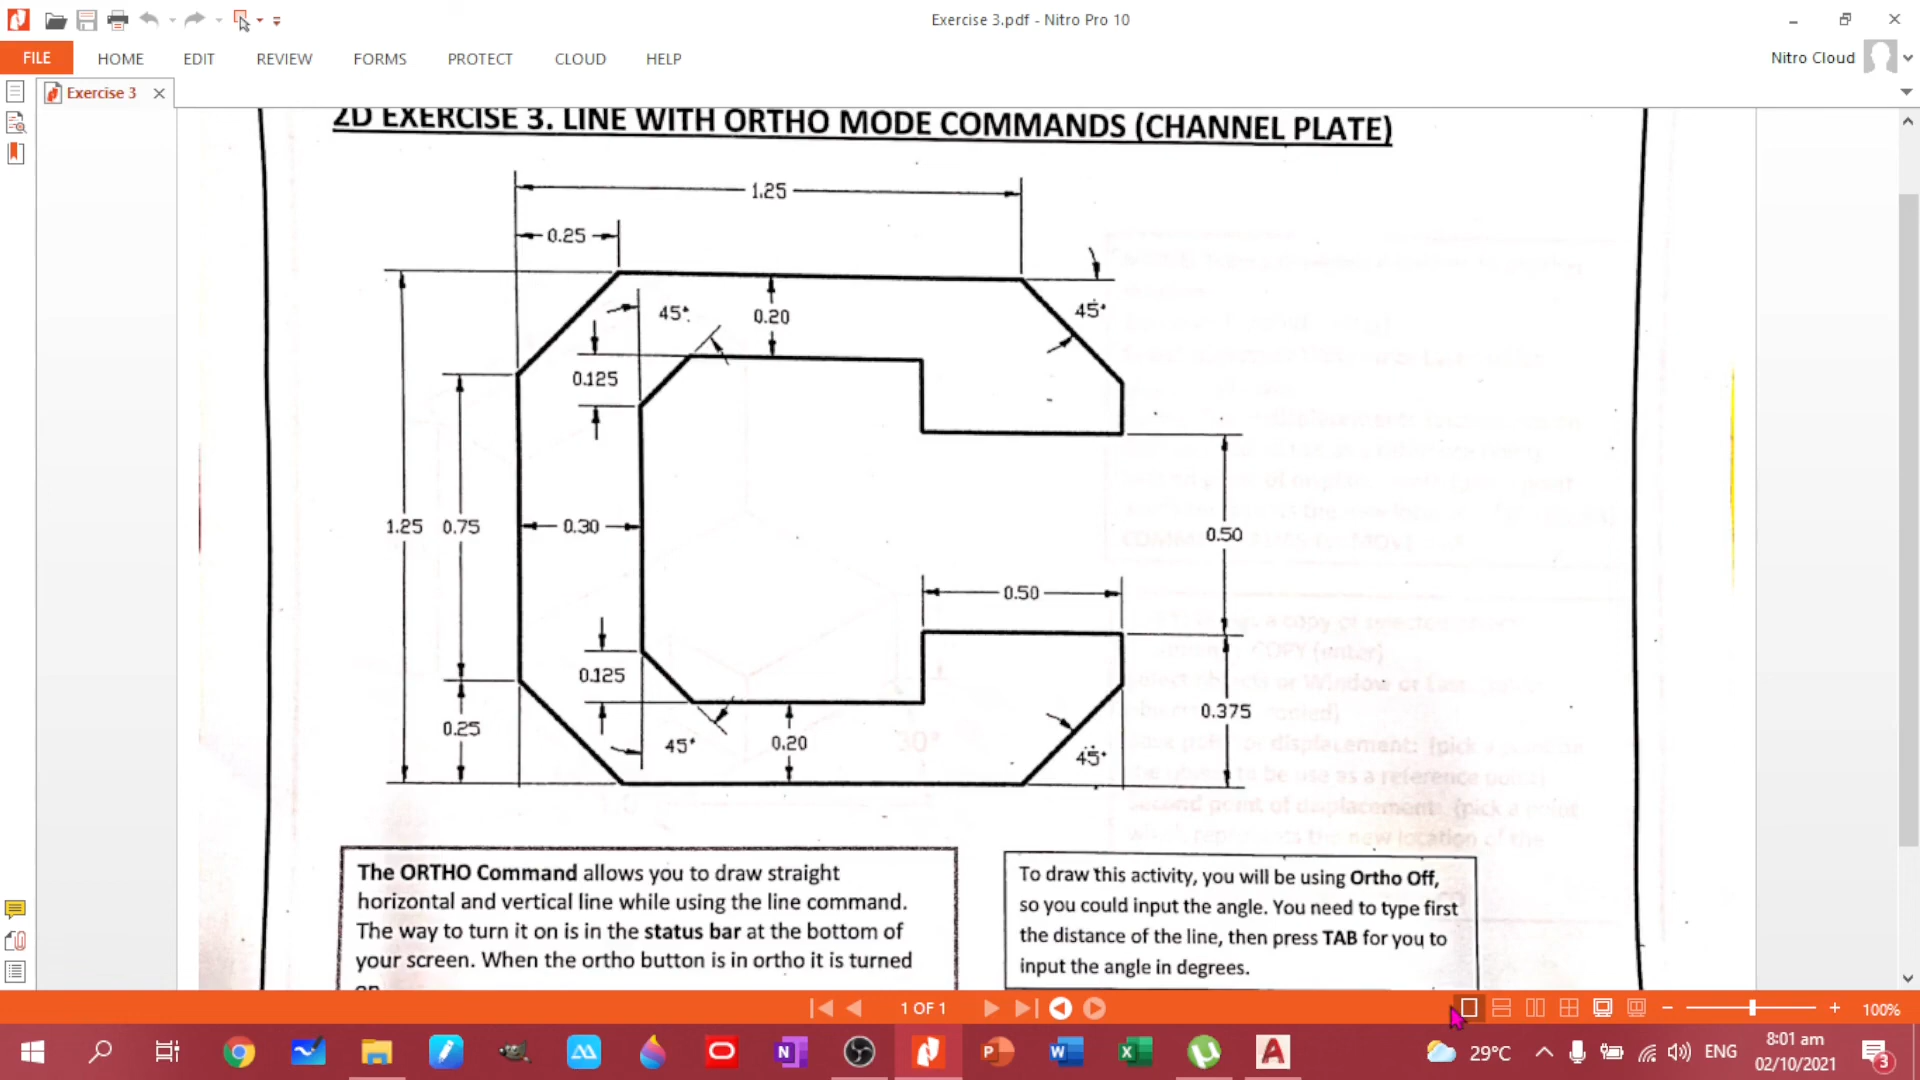 Exercise 3.pdf - Nitro Pro 10
FILE
HOME
EDIT
REVIEW
FORMS
PROTECT
CLOUD
HELP
Nitro Cloud
Exercise 3
2D EXERCISE 3. LINE WITH ORTHO MODE COMMANDS (CHANNEL PLATE)
1.25
0.25
45°
0.20
45°
0.125
1.25
0.75
0.30
0.50
0.50
0.125
0.375
0.25
45°
0.20
45°
The ORTHO Command allows you to draw straight
horizontal and vertical line while using the line command.
The way to turn it on is in the status bar at the bottom of
your screen. When the ortho button is in ortho it is turned
on
To draw this activity, you will be using Ortho Off,
so you could input the angle. You need to type first
the distance of the line, then press TAB for you to
input the angle in degrees.
1 OF 1
100%
29°C
ENG
8:01 am
02/10/2021
3